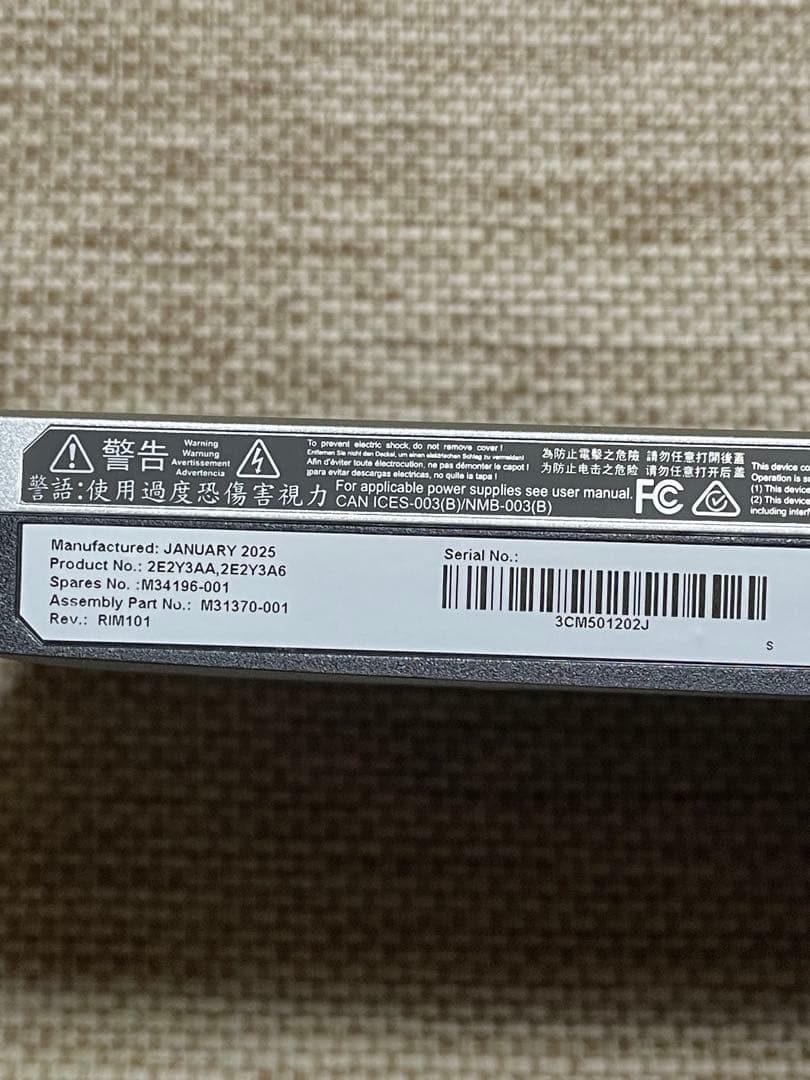 警告
Warning
Warnung
Avertissement
Advertencia
To prevent electric shock, do not remove cover !
Entfernen Sie nicht den Deckel, um einen elektrischen Schlag zu vermeiden!
Afin d'éviter toute électrocution, ne pas démonter le capot !
¡para evitar descargas electricas, no quite la tapa !
為防止電擊之危險 請勿任意打開後蓋
为防止电击之危险 请勿任意打开后盖
警語:使用過度恐傷害視力
For applicable power supplies see user manual.
CAN ICES-003(B)/NMB-003(B)
FC
This device
Operation is
(1) This device
(2) This device
including
Manufactured: JANUARY 2025
Product No.: 2E2Y3AA,2E2Y3A6
Spares No. :M34196-001
Assembly Part No.: M31370-001
Rev.: RIM101
Serial No.:
3CM501202J
S